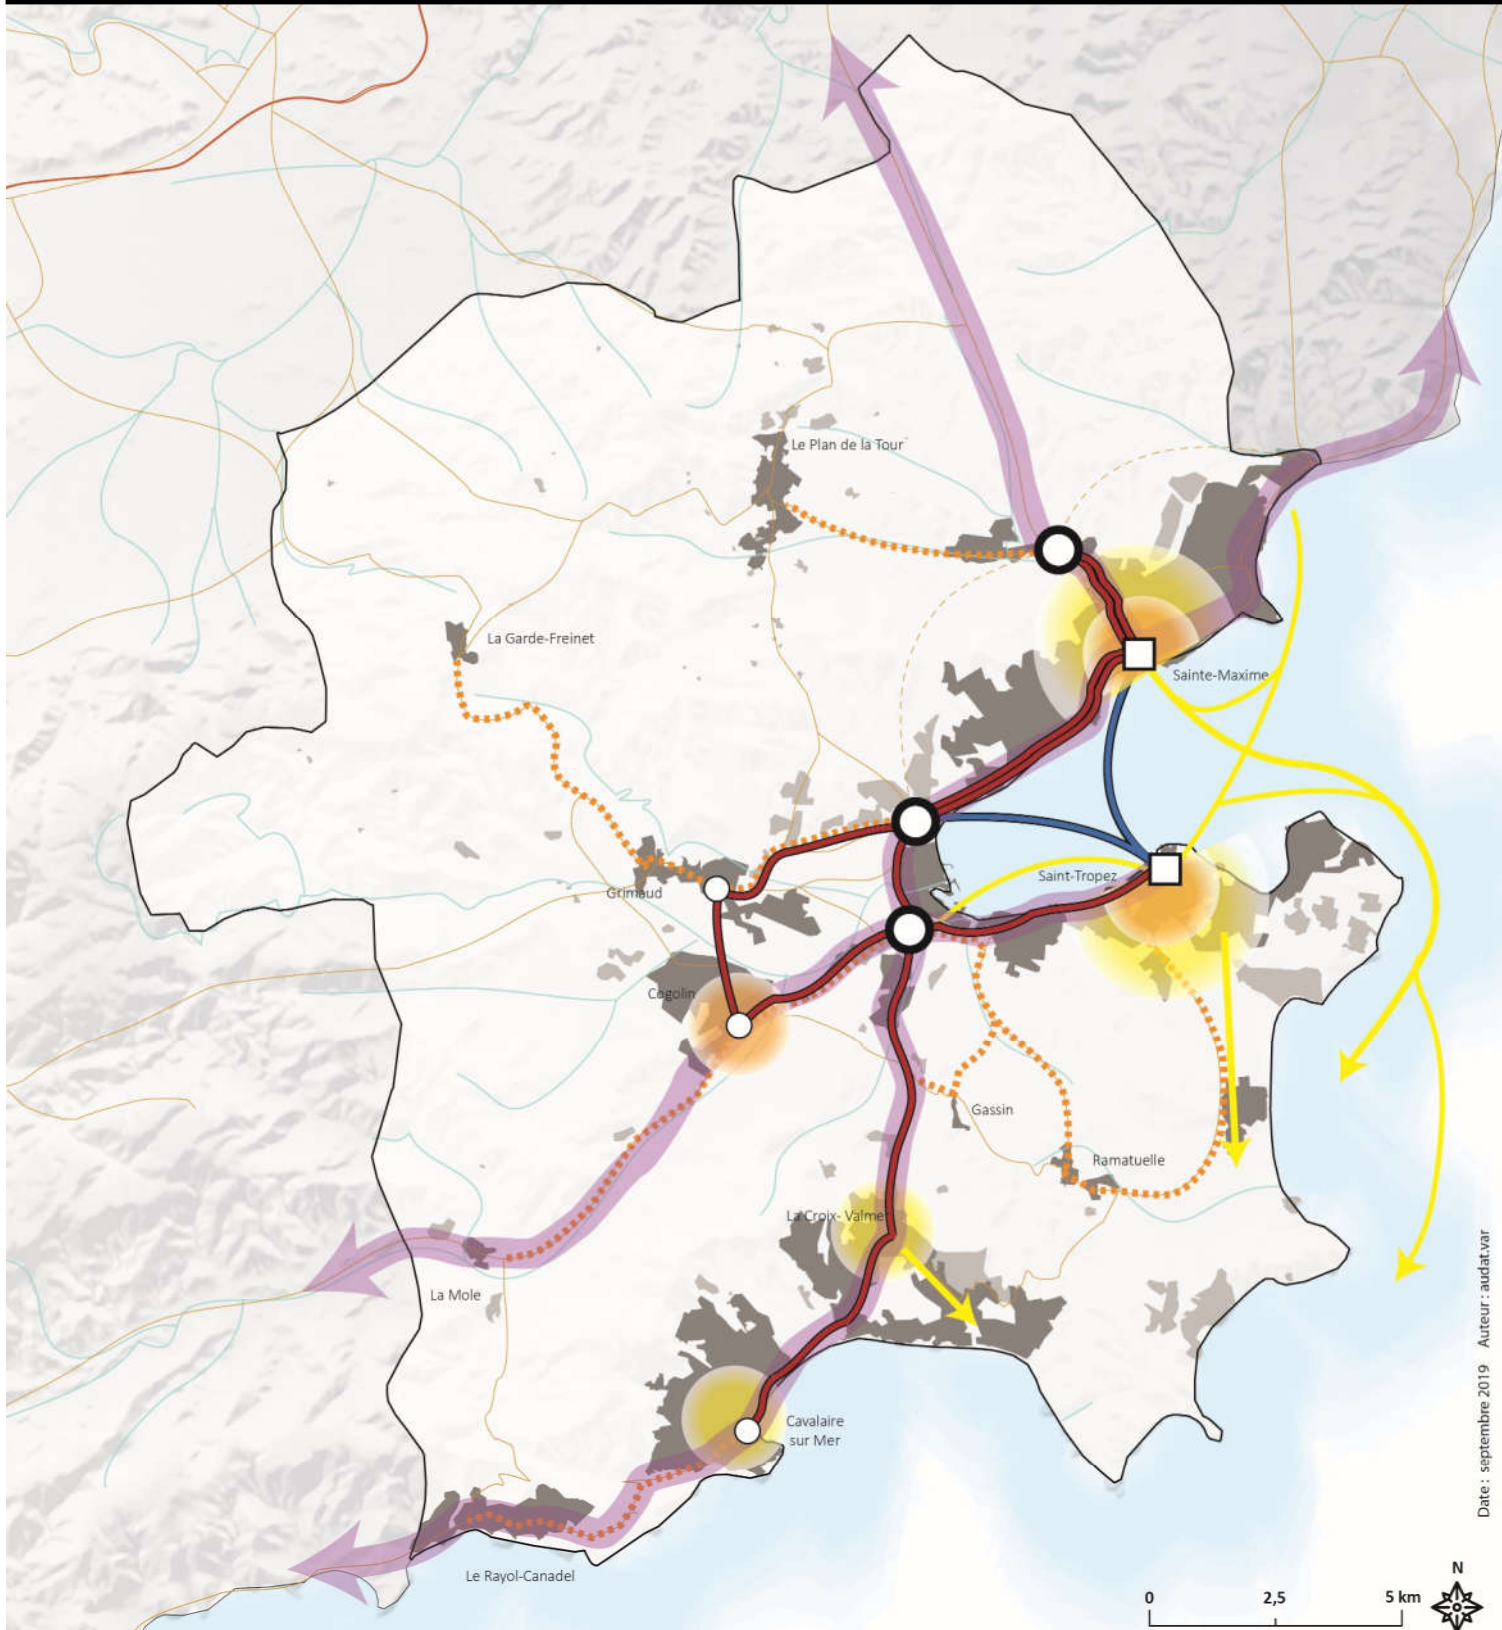 Le Plan de la Tour
La Garde-Freinet
Sainte-Maxime
Saint-Tropez
Grimaud
Cogolin
Gassin
Ramatuelle
La Croix- Valmer
La Mole
Cavalaire
sur Mer
Le Rayol-Canadel
Date : septembre 2019 Auteur : audat.var
N
0 2,5 5 km